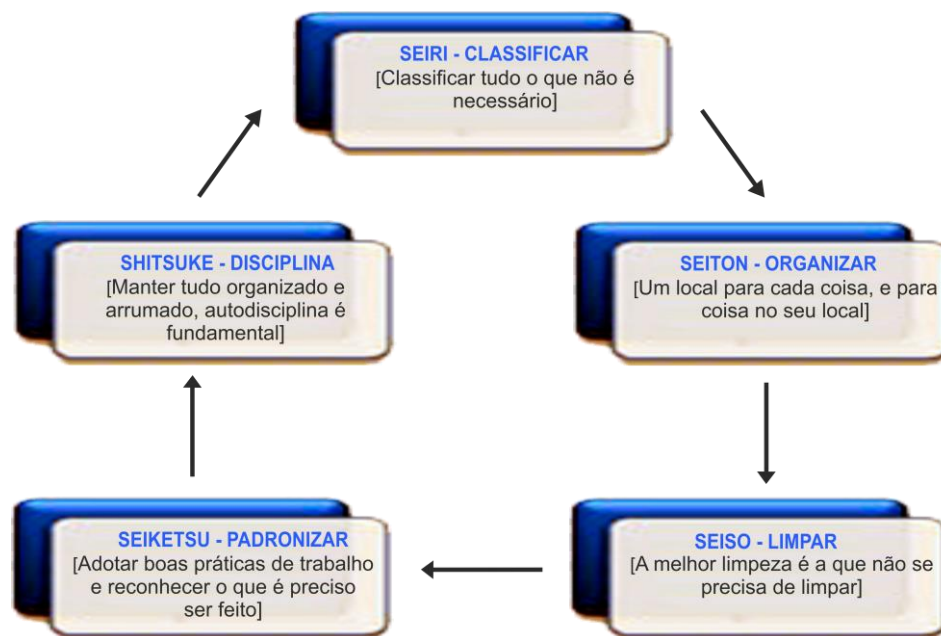 SEIRI - CLASSIFICAR
[Classificar tudo o que não é
necessário]
SHITSUKE - DISCIPLINA
[Manter tudo organizado e
arrumado, autodisciplina é
fundamental]
SEITON - ORGANIZAR
[Um local para cada coisa, e para
coisa no seu local]
SEIKETSU - PADRONIZAR
[Adotar boas práticas de trabalho
e reconhecer o que é preciso
ser feito]
SEISO - LIMPAR
[A melhor limpeza é a que não se
precisa de limpar]